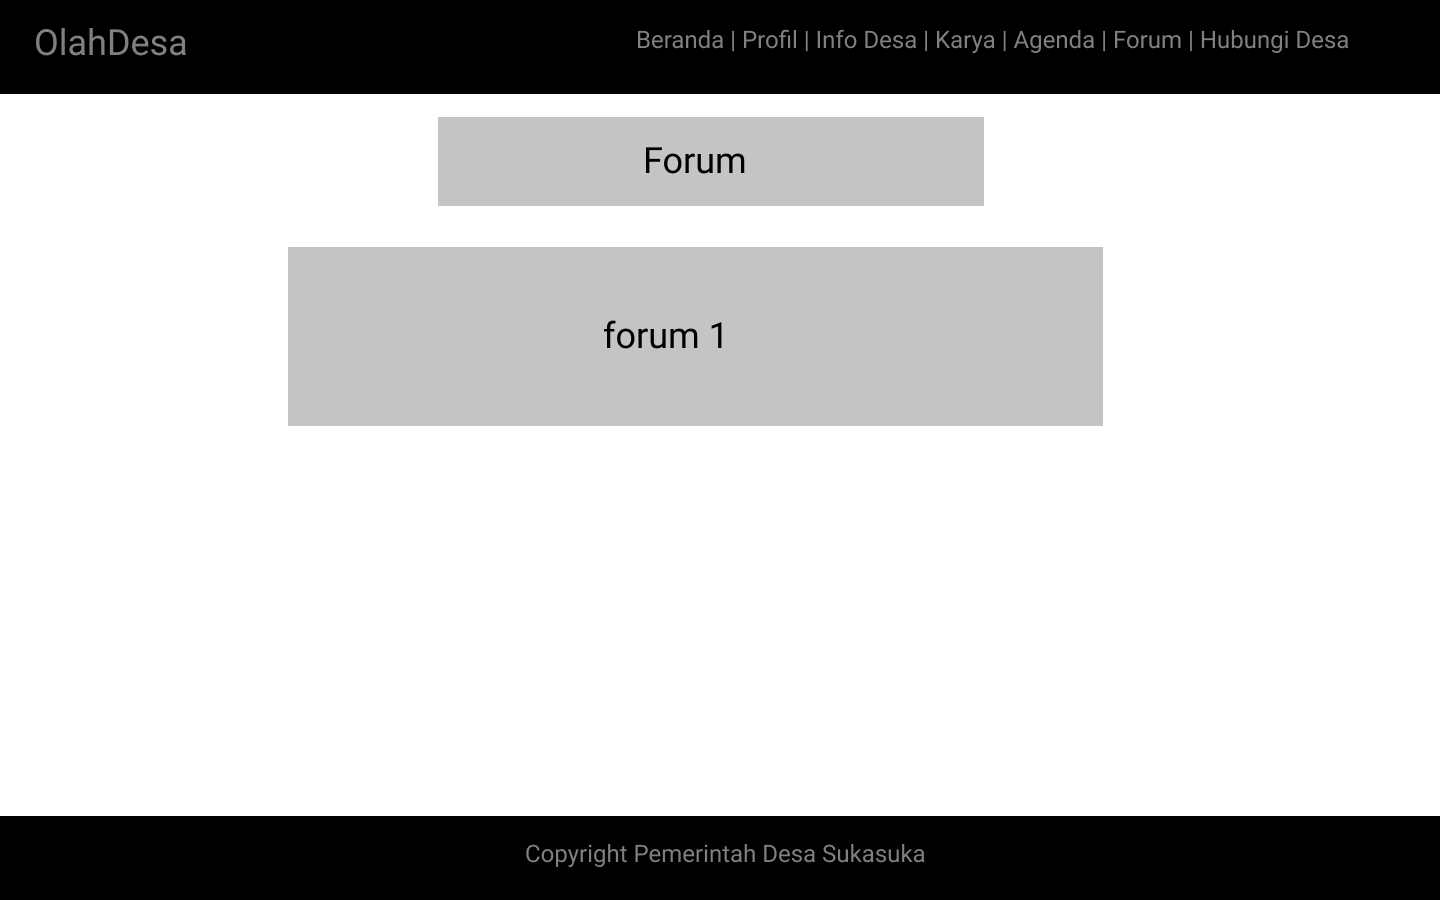 OlahDesa
Beranda | Profil | Info Desa | Karya | Agenda | Forum | Hubungi Desa
Forum
forum 1
Copyright Pemerintah Desa Sukasuka